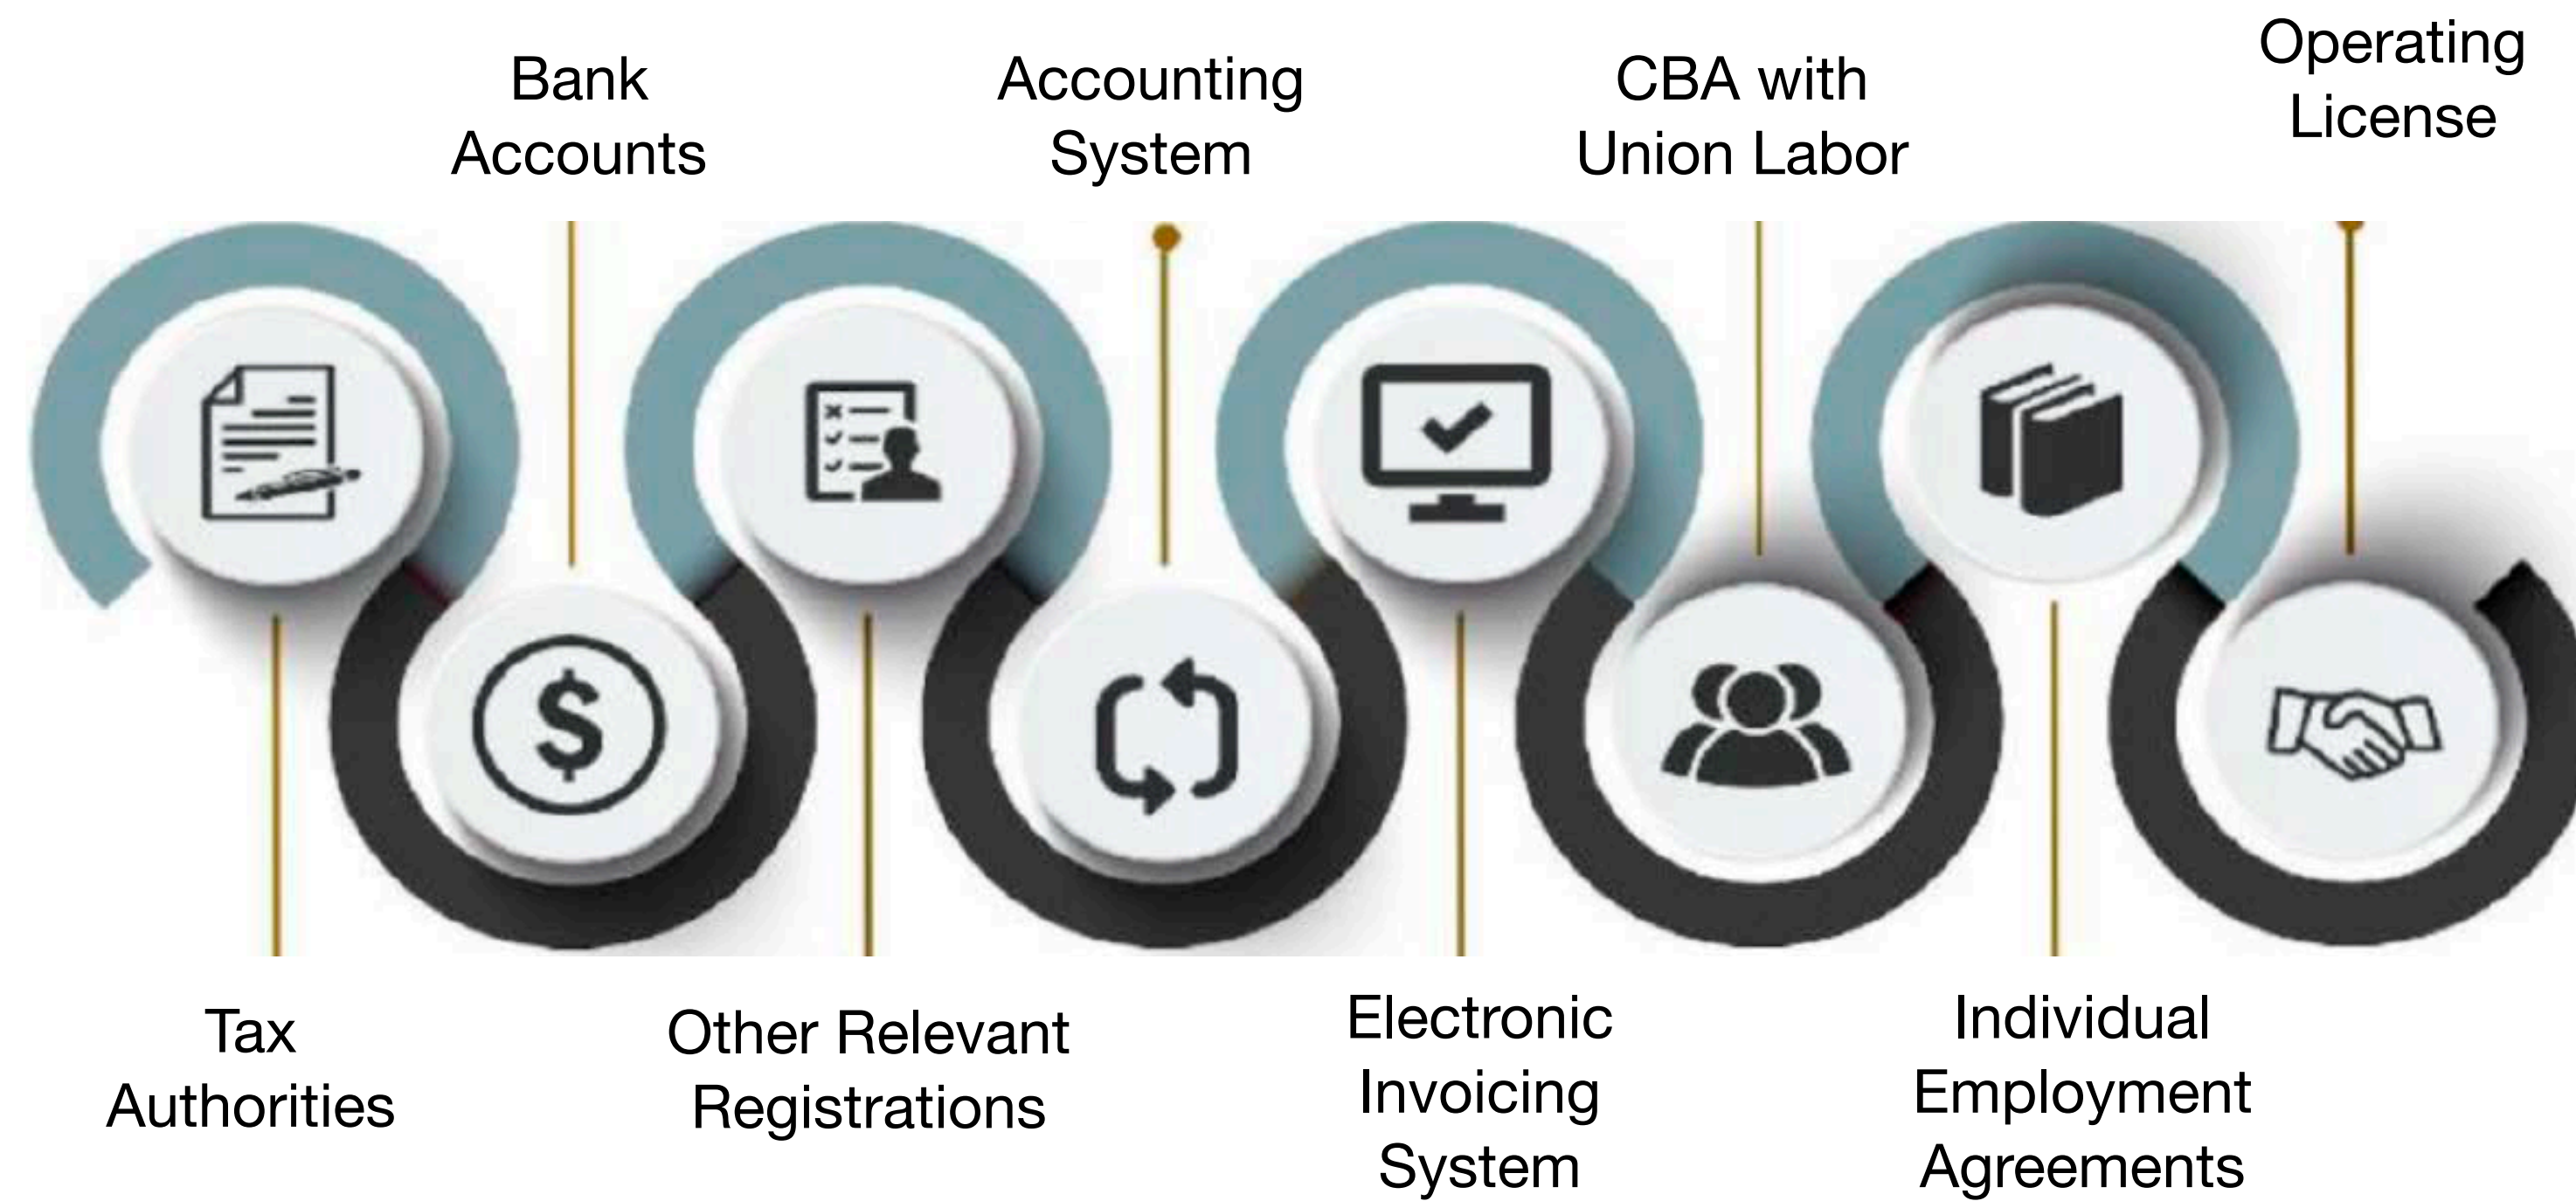 Operating
License
Bank
Accounts
Accounting
System
CBA with
Union Labor
$
Tax
Authorities
Other Relevant
Registrations
Electronic
Invoicing
System
Individual
Employment
Agreements